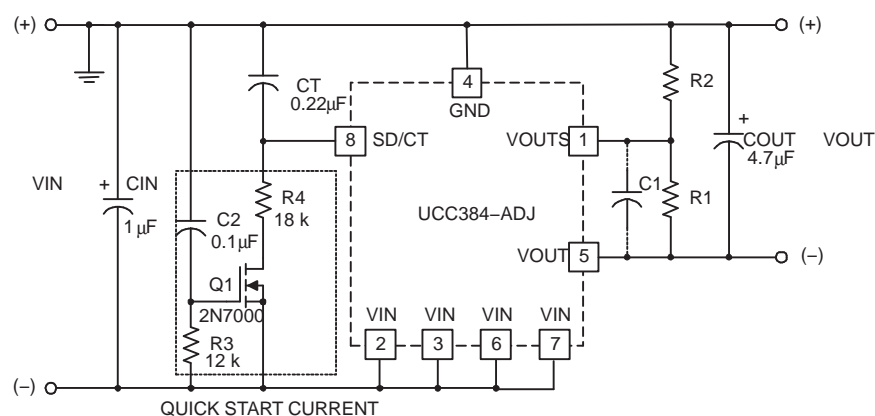 (+)
(+)
CT
0.22µF
4
GND
R2
8
SD/CT
VOUTS
1
+
COUT
4.7µF
VOUT
VIN
+
CIN
1µF
R4
18 k
C1
R1
C2
0.1µF
UCC384–ADJ
VOUT
5
(–)
Q1
2N7000
VIN
VIN
VIN
VIN
2
3
6
7
R3
12 k
(–)
QUICK START CURRENT